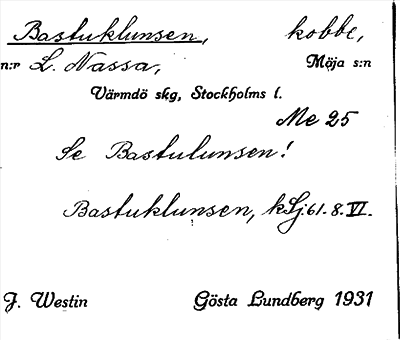 Bastuklunsen, kobbe,
n:r L. Nassa, Möja s:n
Värmdö skg, Stockholms l.
Me 25
Se Bastulunsen!
Bastuklunsen, kSj.61.8.VI.
J. Westin Gösta Lundberg 1931